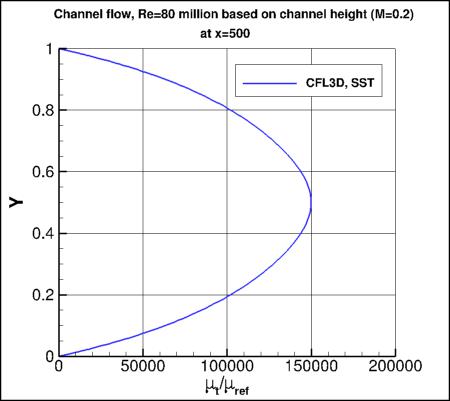 Channel flow, Re=80 million based on channel height (M=0.2)
at x=500
CFL3D, SST
1
0.8
0.6
0.4
0.2
0
Y
0 50000 100000 150000 200000
μt/μref